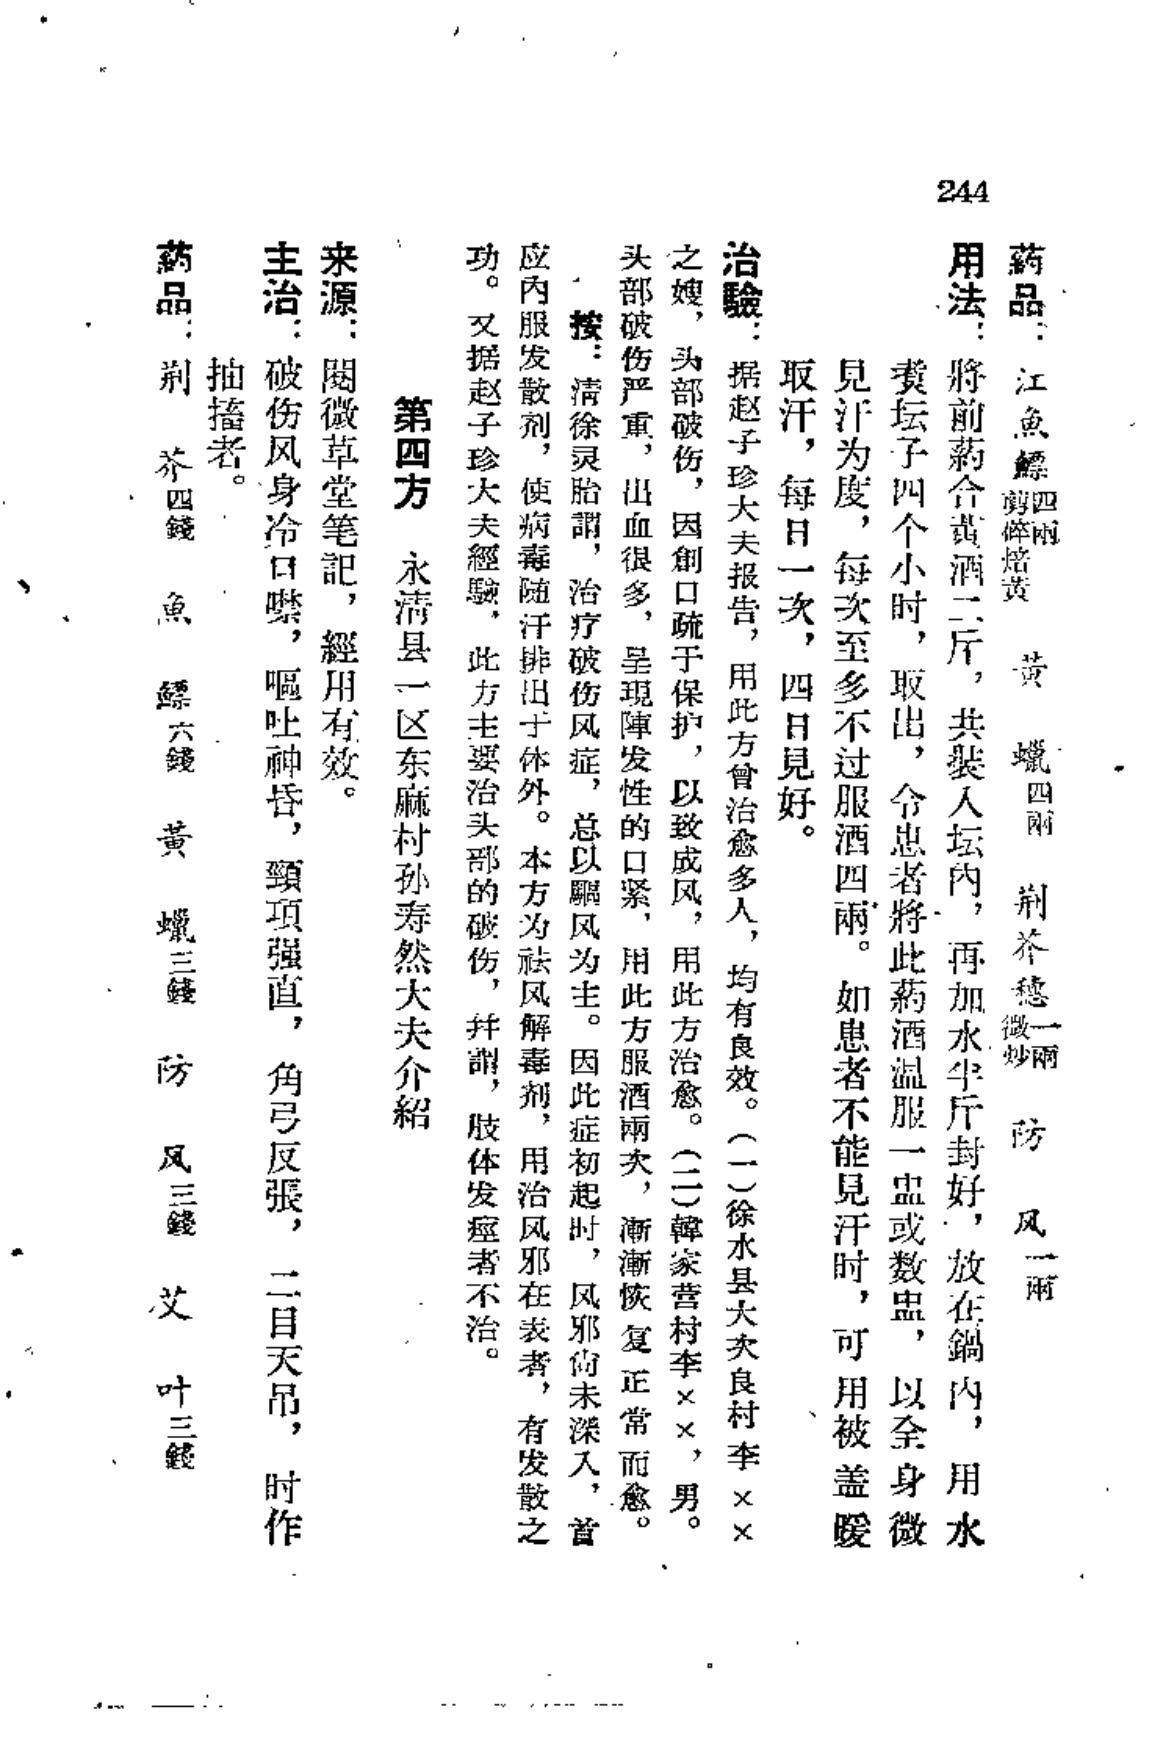 244
药品：江魚鰾四兩剪碎焙黃　黃蠟四兩　荆芥穗一兩微炒　防风一兩
用法：將前药合黃酒二斤，共裝入坛內，再加水半斤封好，放在鍋內，用水
煑坛子四个小时，取出，令患者將此药酒温服一盅或数盅，以全身微
見汗为度，每次至多不过服酒四兩。如患者不能見汗时，可用被盖暖
取汗，每日一次，四日見好。
治驗：据赵子珍大夫报告，用此方曾治愈多人，均有良效。（一）徐水县大次良村李××
之嫂，头部破伤，因創口疏于保护，以致成风，用此方治愈。（二）韓家营村李××，男。
头部破伤严重，出血很多，呈現陣发性的口紧，用此方服酒兩次，漸漸恢复正常而愈。
按：清徐灵胎謂，治疗破伤风症，总以驅风为主。因此症初起时，风邪尙未深入，首
应內服发散剂，使病毒随汗排出于体外。本方为祛风解毒剂，用治风邪在表者，有发散之
功。又据赵子珍大夫經驗，此方主要治头部的破伤，幷謂，肢体发痙者不治。
第四方　永清县一区东麻村孙寿然大夫介紹
来源：閱微草堂笔記，經用有效。
主治：破伤风身冷口噤，嘔吐神昏，頸項强直，角弓反張，二目天吊，时作
抽搐者。
药品：荆芥四錢　魚鰾六錢　黃蠟三錢　防风三錢　艾叶三錢